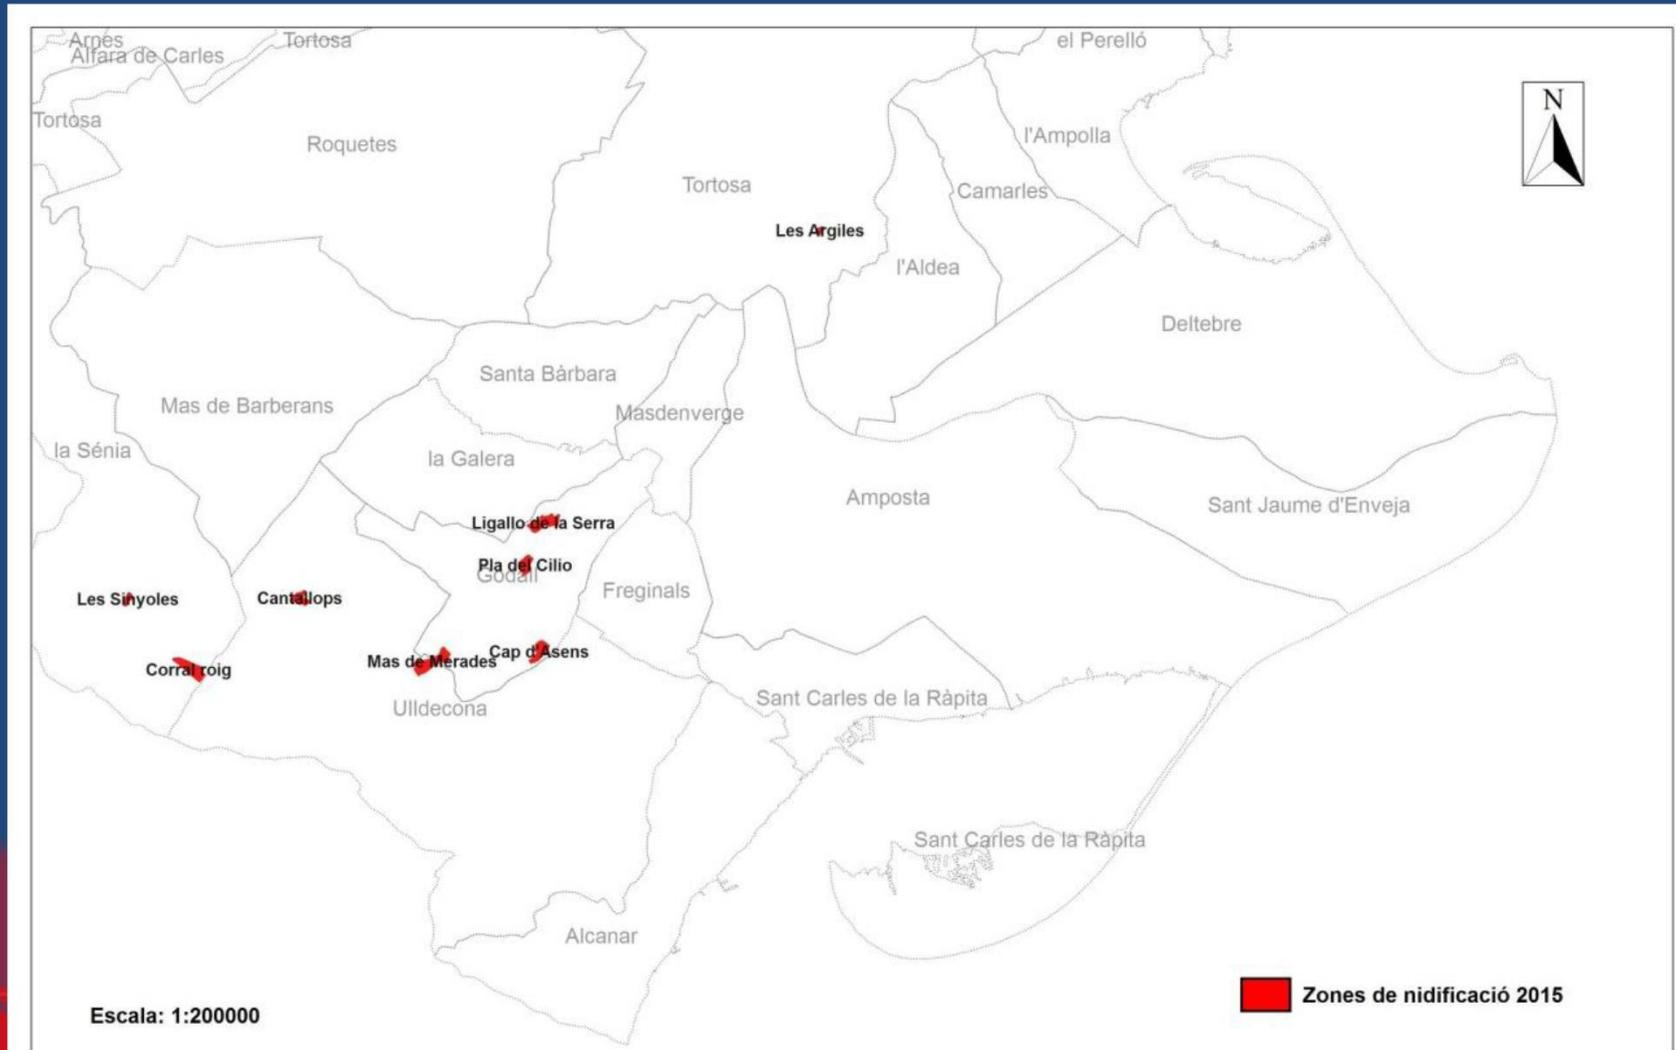 Arnes
Alfara de Carles
Tortosa
el Perelló
N
Tortosa
Roquetes
l'Ampolla
Tortosa
Camarles
Les Argiles
l'Aldea
Deltebre
Santa Bàrbara
Mas de Barberans
Masdenverge
la Sénia
la Galera
Amposta
Sant Jaume d'Enveja
Ligallo de la Serra
Pla del Cilio
Godall
Freginals
Les Sinyoles
Cantallops
Cap d'Asens
Mas de Merades
Corral roig
Sant Carles de la Ràpita
Ulldecona
Sant Carles de la Ràpita
Alcanar
Zones de nidificació 2015
Escala: 1:200000